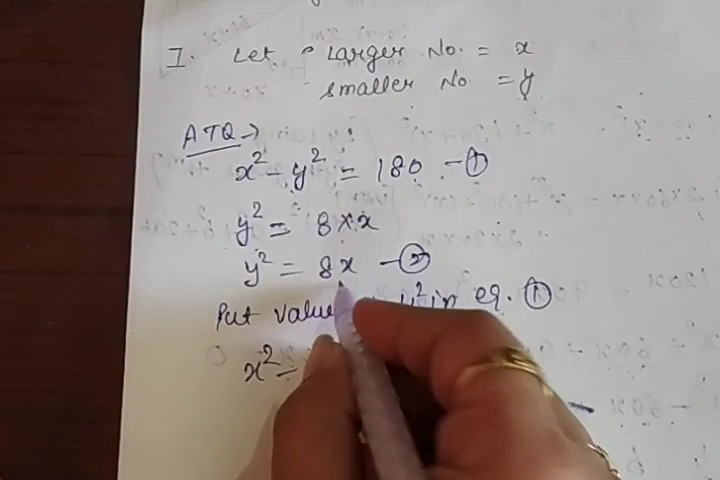 I. Let larger No. = x
smaller No = y
ATQ →
x² - y² = 180 - ①
y² = 8 × x
y² = 8x - ②
Put value y² in eq. ①
x² -